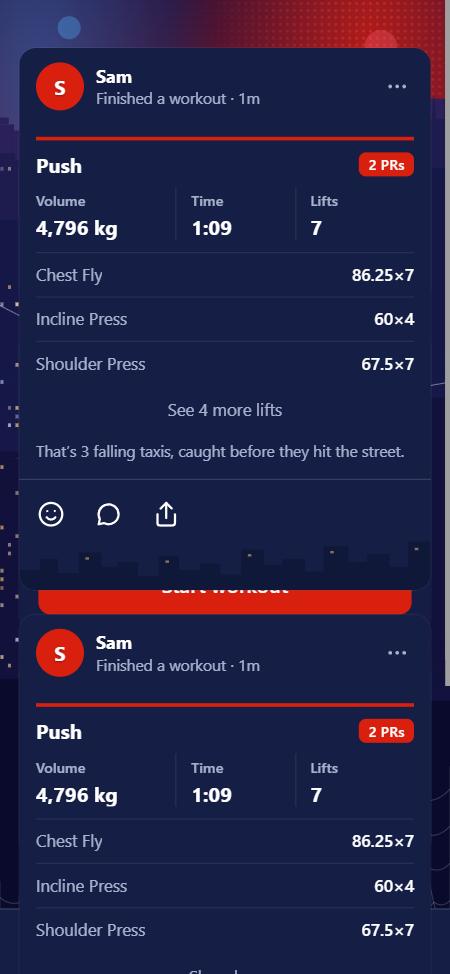 S
Sam
Finished a workout · 1m
Push
2 PRs
Volume
Time
Lifts
4,796 kg
1:09
7
Chest Fly
86.25×7
Incline Press
60×4
Shoulder Press
67.5×7
See 4 more lifts
That's 3 falling taxis, caught before they hit the street.
Start workout
S
Sam
Finished a workout · 1m
Push
2 PRs
Volume
Time
Lifts
4,796 kg
1:09
7
Chest Fly
86.25×7
Incline Press
60×4
Shoulder Press
67.5×7